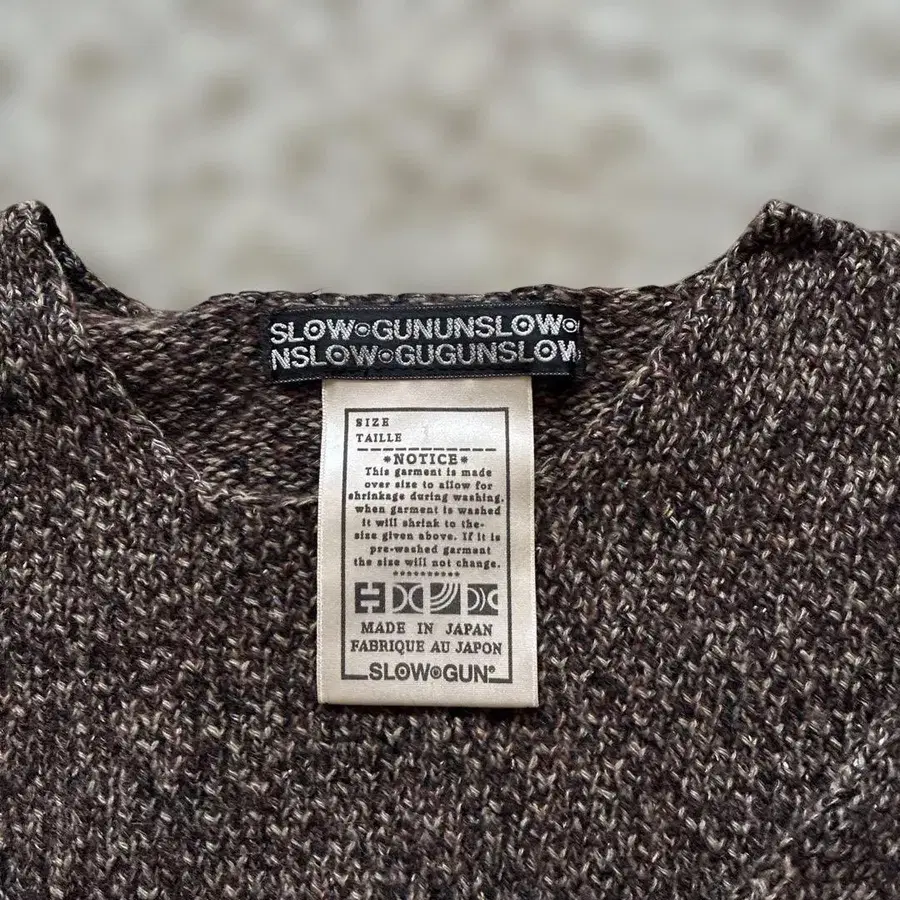 SLOW GUNUNSLOW
NSLOW GUGUNSLOW
SIZE
TAILLE
*NOTICE*
This garment is made
over size to allow for
shrinkage during washing,
when garment is washed
it will shrink to the-
size given above. If it is
pre-washed garment
the size will not change.
**********
MADE IN JAPAN
FABRIQUE AU JAPON
SLOW GUN®